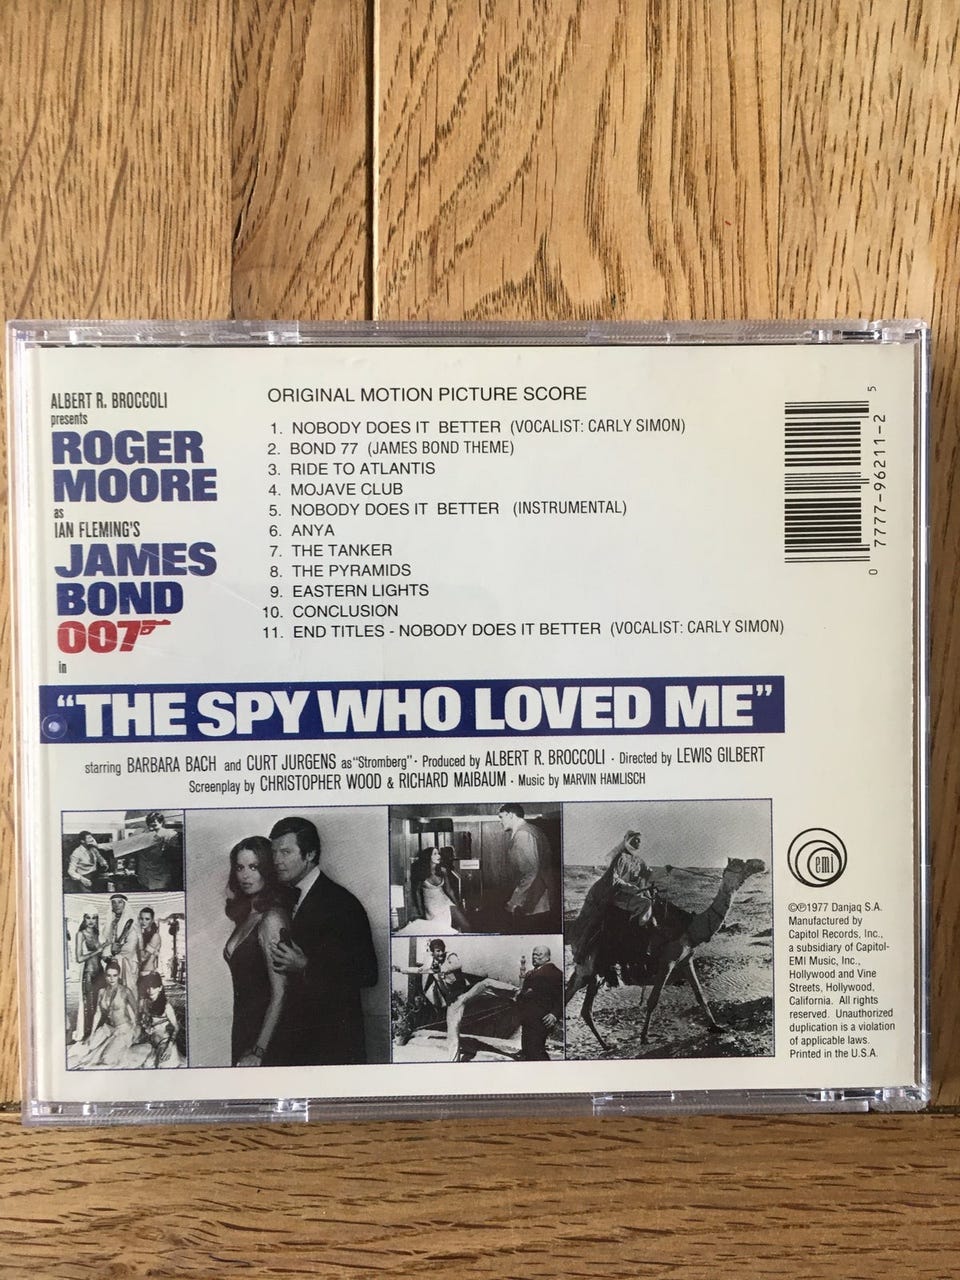 ALBERT R. BROCCOLI
presents
ROGER
MOORE
as
IAN FLEMING'S
JAMES
BOND
007
in
ORIGINAL MOTION PICTURE SCORE
1. NOBODY DOES IT BETTER (VOCALIST: CARLY SIMON)
2. BOND 77 (JAMES BOND THEME)
3. RIDE TO ATLANTIS
4. MOJAVE CLUB
5. NOBODY DOES IT BETTER (INSTRUMENTAL)
6. ANYA
7. THE TANKER
8. THE PYRAMIDS
9. EASTERN LIGHTS
10. CONCLUSION
11. END TITLES - NOBODY DOES IT BETTER (VOCALIST: CARLY SIMON)
0 7777-96211-2 5
"THE SPY WHO LOVED ME"
starring BARBARA BACH and CURT JURGENS as "Stromberg" · Produced by ALBERT R. BROCCOLI · Directed by LEWIS GILBERT
Screenplay by CHRISTOPHER WOOD & RICHARD MAIBAUM · Music by MARVIN HAMLISCH
emi
©℗1977 Danjaq S.A.
Manufactured by
Capitol Records, Inc.,
a subsidiary of Capitol-
EMI Music, Inc.,
Hollywood and Vine
Streets, Hollywood,
California. All rights
reserved. Unauthorized
duplication is a violation
of applicable laws.
Printed in the U.S.A.